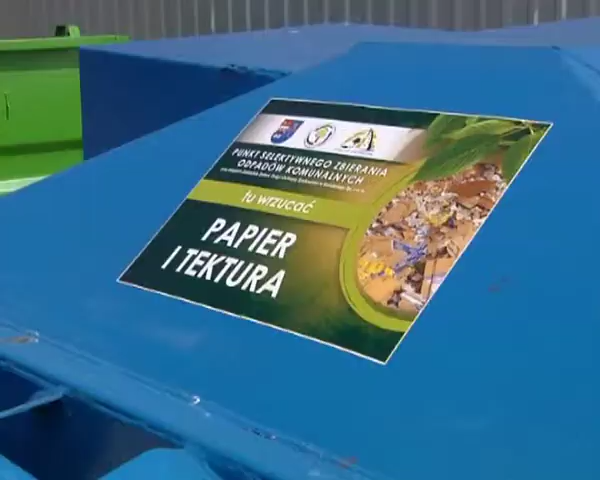 PUNKT SELEKTYWNEGO ZBIERANIA
ODPADÓW KOMUNALNYCH
tu wrzucać
PAPIER
I TEKTURA